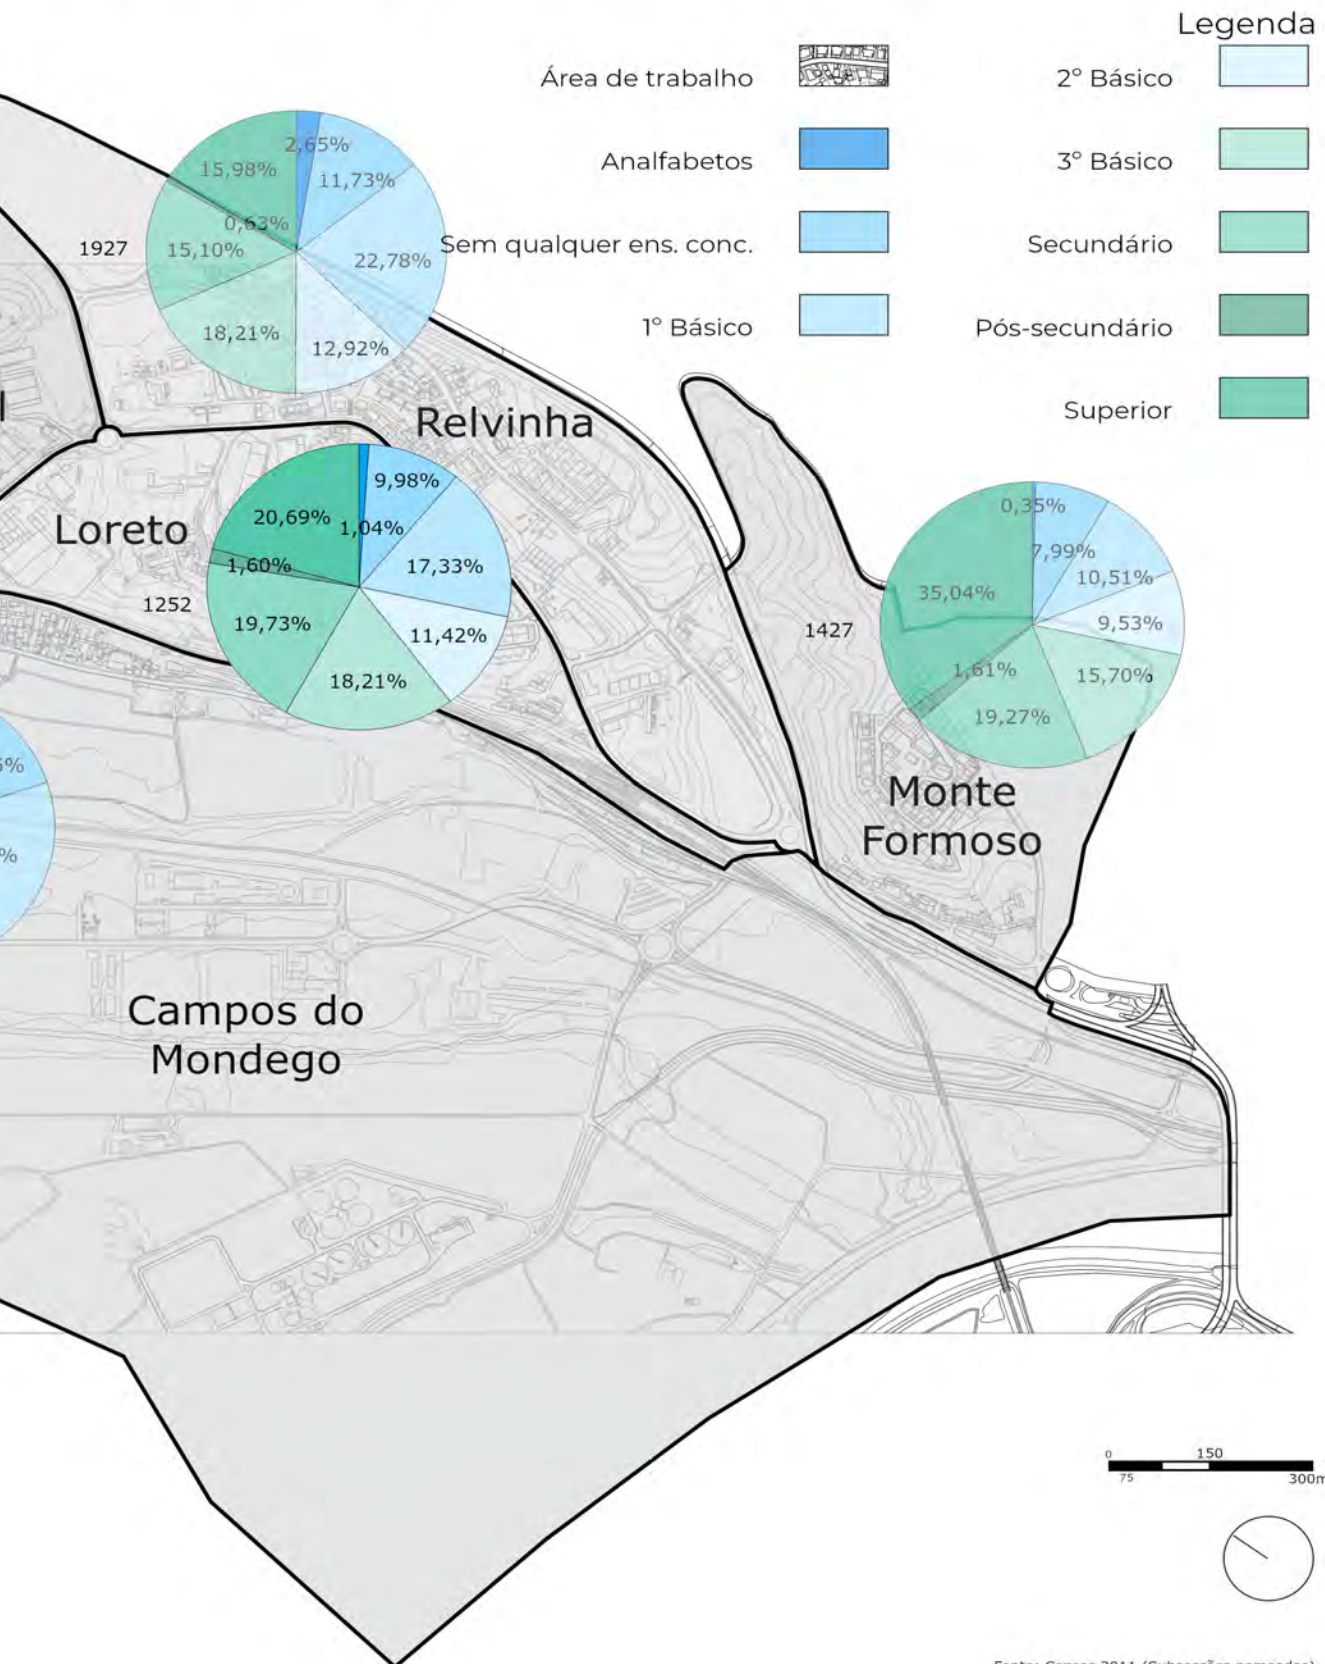 Legenda
Área de trabalho
2º Básico
Analfabetos
3º Básico
Sem qualquer ens. conc.
Secundário
1º Básico
Pós-secundário
Superior
2,65%
15,98%
11,73%
0,63%
1927
15,10%
22,78%
18,21%
12,92%
Relvinha
9,98%
20,69%
1,04%
Loreto
1,60%
17,33%
1252
19,73%
11,42%
18,21%
0,35%
7,99%
10,51%
35,04%
9,53%
1427
1,61%
15,70%
19,27%
Monte
Formoso
%
Campos do
Mondego
0
150
75
300m